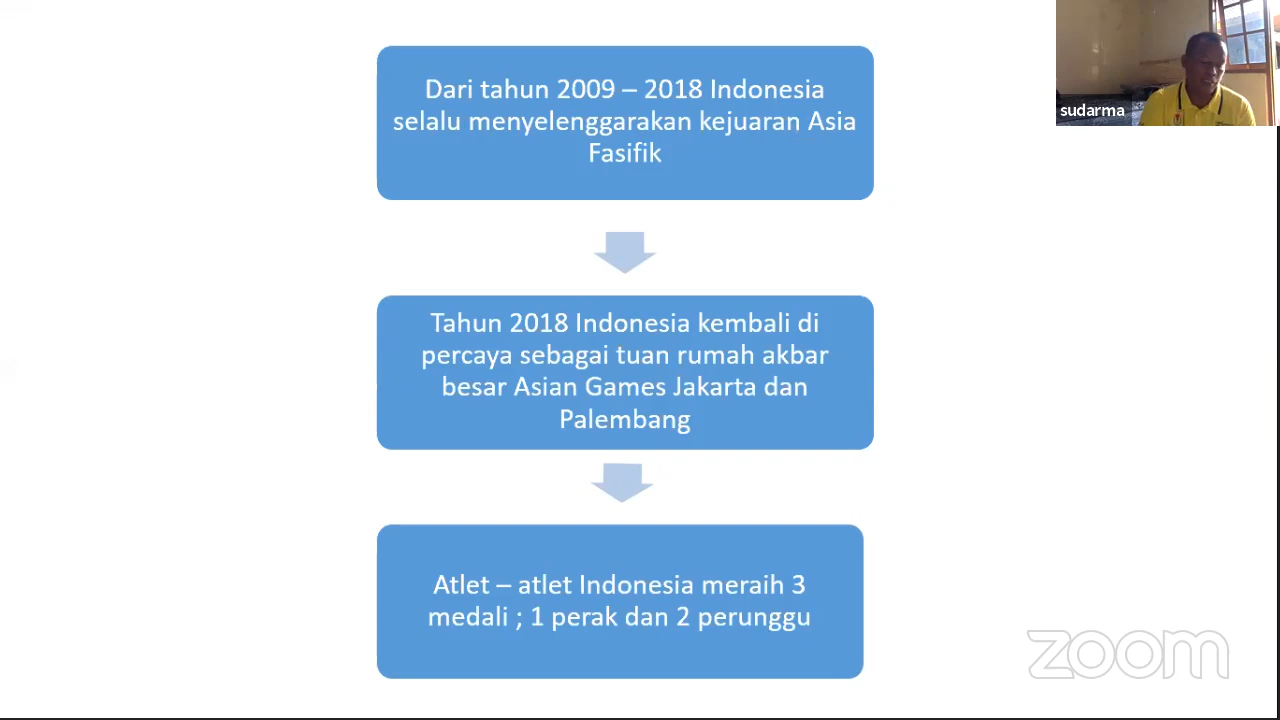 Dari tahun 2009 – 2018 Indonesia
selalu menyelenggarakan kejuaran Asia
Fasifik
sudarma
Tahun 2018 Indonesia kembali di
percaya sebagai tuan rumah akbar
besar Asian Games Jakarta dan
Palembang
Atlet – atlet Indonesia meraih 3
medali ; 1 perak dan 2 perunggu
zoom